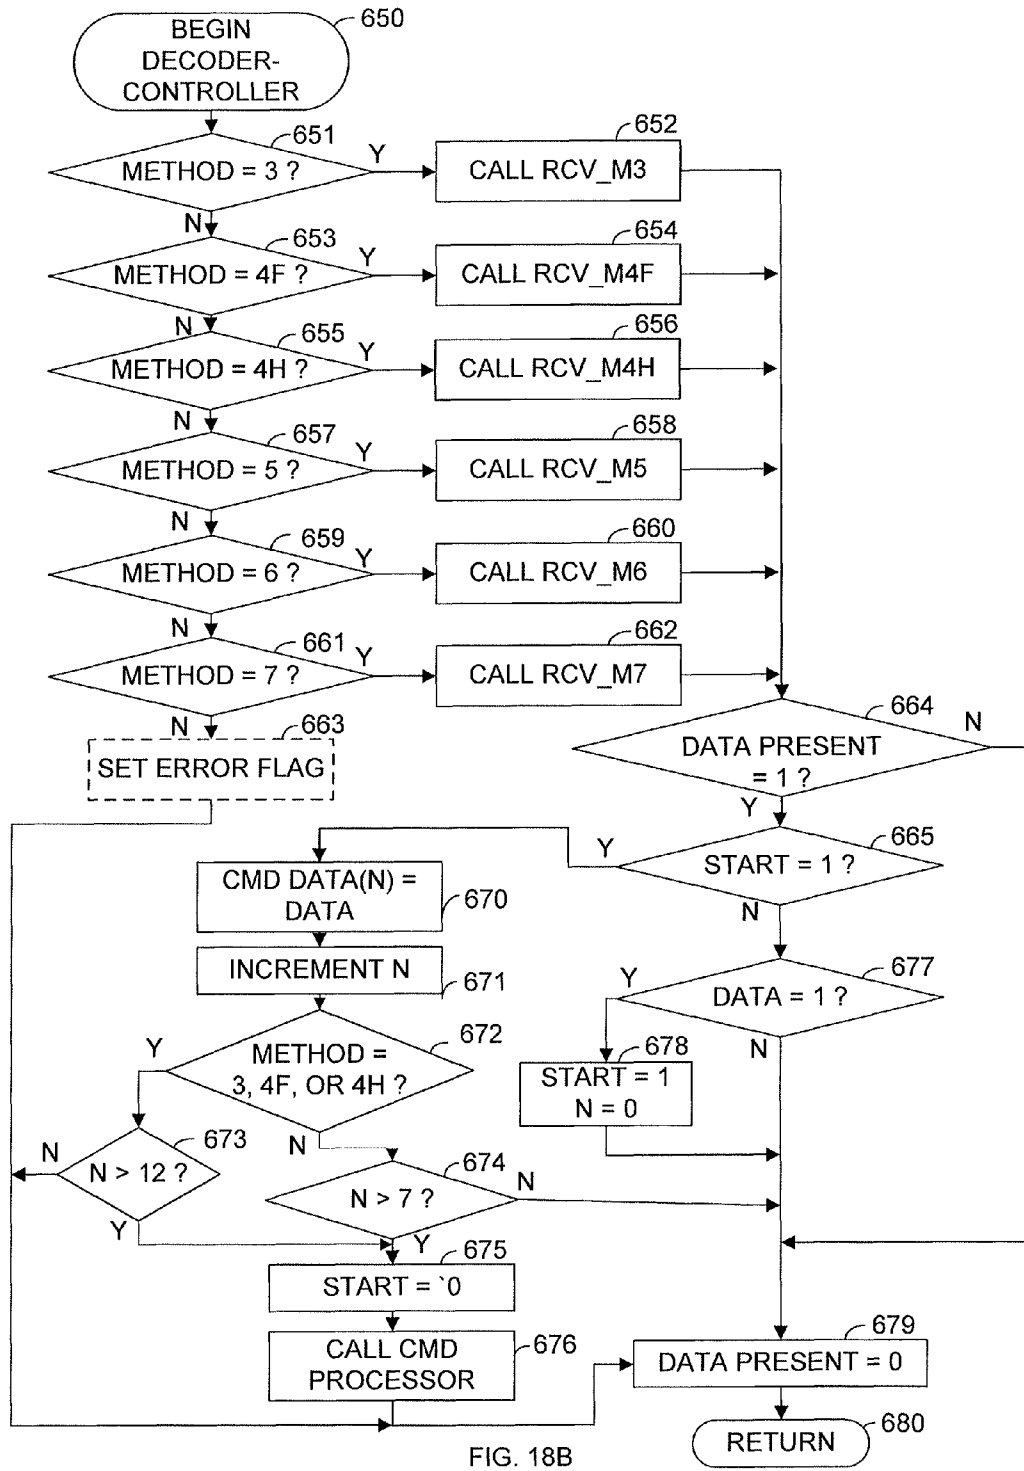 BEGIN
DECODER-
CONTROLLER
650
651
METHOD = 3 ?
Y
N
652
CALL RCV_M3
653
METHOD = 4F ?
Y
N
654
CALL RCV_M4F
655
METHOD = 4H ?
Y
N
656
CALL RCV_M4H
657
METHOD = 5 ?
Y
N
658
CALL RCV_M5
659
METHOD = 6 ?
Y
N
660
CALL RCV_M6
661
METHOD = 7 ?
Y
N
662
CALL RCV_M7
663
SET ERROR FLAG
664
DATA PRESENT
= 1 ?
N
Y
665
START = 1 ?
Y
N
CMD DATA(N) =
DATA
670
INCREMENT N
671
672
METHOD =
3, 4F, OR 4H ?
Y
N
673
N > 12 ?
N
Y
674
N > 7 ?
N
Y
675
START = `0
CALL CMD
PROCESSOR
676
677
DATA = 1 ?
Y
N
678
START = 1
N = 0
679
DATA PRESENT = 0
680
RETURN
FIG. 18B